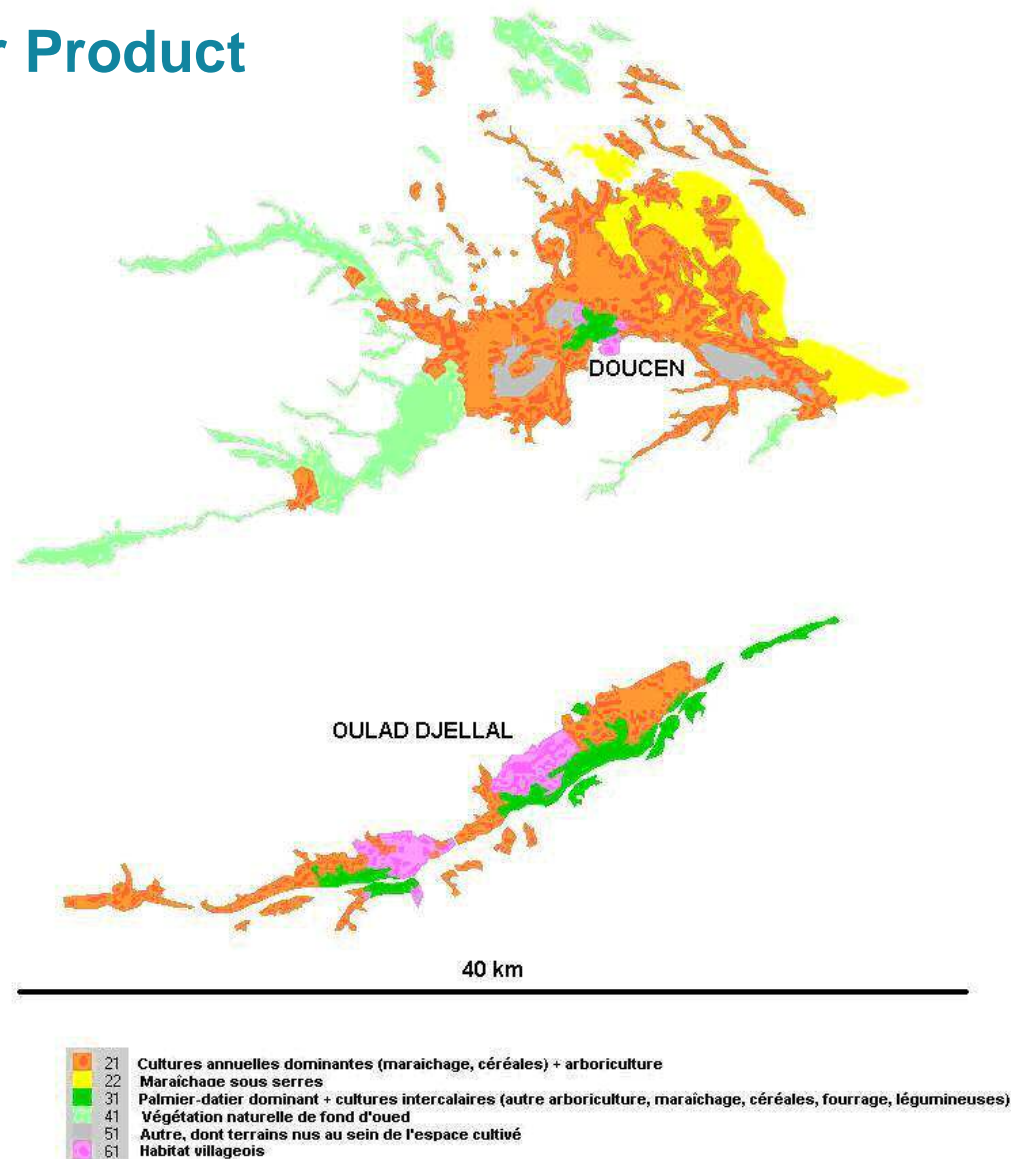 r Product
DOUCEN
OULAD DJELLAL
40 km
21 Cultures annuelles dominantes (maraichage, céréales) + arboriculture
22 Maraîchage sous serres
31 Palmier-datier dominant + cultures intercalaires (autre arboriculture, maraîchage, céréales, fourrage, légumineuses)
41 Végétation naturelle de fond d'oued
51 Autre, dont terrains nus au sein de l'espace cultivé
61 Habitat villageois